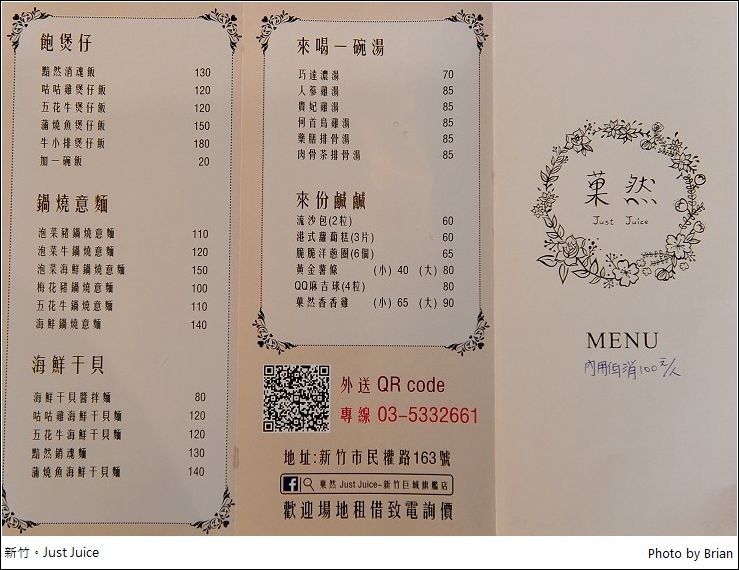 飽煲仔
黯然消魂飯 130
咕咕雞煲仔飯 120
五花牛煲仔飯 120
蒲燒魚煲仔飯 150
牛小排煲仔飯 180
加一碗飯 20
鍋燒意麵
泡菜豬鍋燒意麵 110
泡菜牛鍋燒意麵 120
泡菜海鮮鍋燒意麵 150
梅花豬鍋燒意麵 100
五花牛鍋燒意麵 110
海鮮鍋燒意麵 140
海鮮干貝
海鮮干貝醬拌麵 80
咕咕雞海鮮干貝麵 120
五花牛海鮮干貝麵 120
黯然銷魂麵 130
蒲燒魚海鮮干貝麵 140
來喝一碗湯
巧達濃湯 70
人蔘雞湯 85
貴妃雞湯 85
何首烏雞湯 85
藥膳排骨湯 85
肉骨茶排骨湯 85
來份鹹鹹
流沙包(2粒) 60
港式蘿蔔糕(3片) 60
脆脆洋蔥圈(6個) 65
黃金薯條 (小) 40 (大) 80
QQ麻吉球(4粒) 80
菓然香香雞 (小) 65 (大) 90
外送 QR code
專線 03-5332661
地址:新竹市民權路163號
菓然 Just Juice-新竹巨城旗艦店
歡迎場地租借致電詢價
菓然
Just Juice
MENU
內用低消100元/人
新竹。Just Juice
Photo by Brian